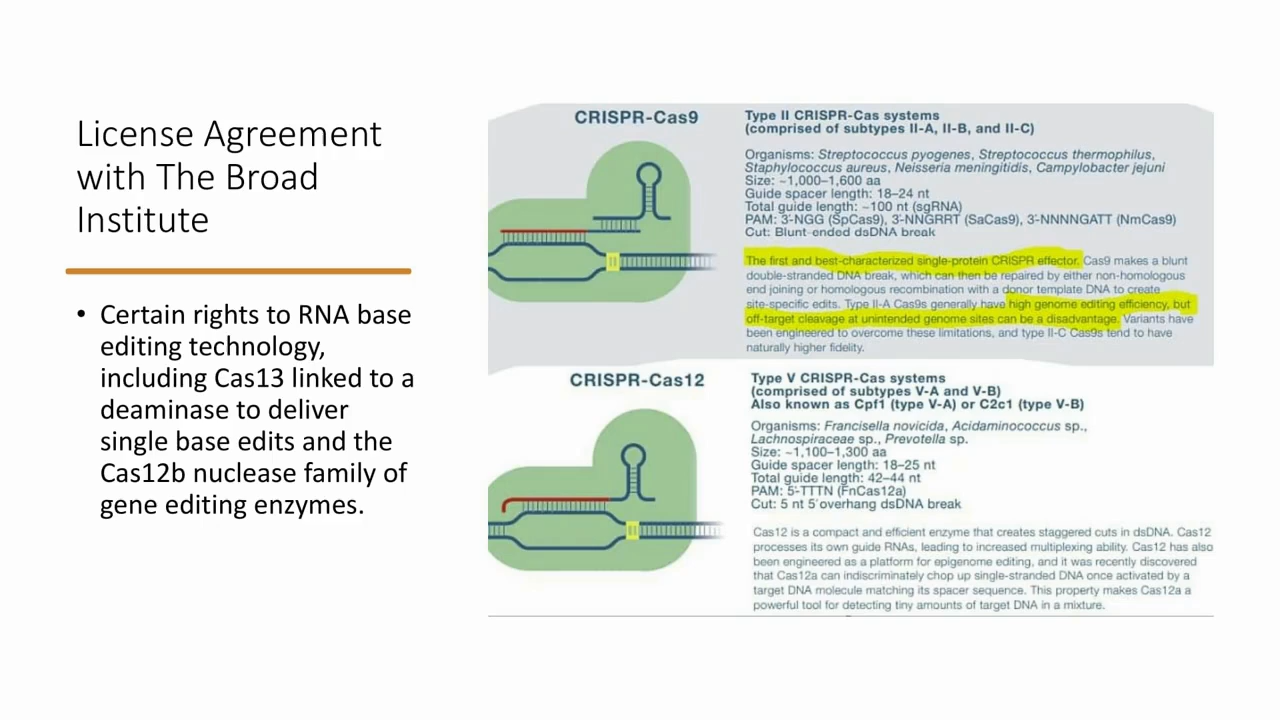 License Agreement
with The Broad
Institute
• Certain rights to RNA base
editing technology,
including Cas13 linked to a
deaminase to deliver
single base edits and the
Cas12b nuclease family of
gene editing enzymes.
CRISPR-Cas9
Type II CRISPR-Cas systems
(comprised of subtypes II-A, II-B, and II-C)
Organisms: Streptococcus pyogenes, Streptococcus thermophilus,
Staphylococcus aureus, Neisseria meningitidis, Campylobacter jejuni
Size: ~1,000–1,600 aa
Guide spacer length: 18–24 nt
Total guide length: ~100 nt (sgRNA)
PAM: 3′-NGG (SpCas9), 3′-NNGRRT (SaCas9), 3′-NNNNGATT (NmCas9)
Cut: Blunt-ended dsDNA break
The first and best-characterized single-protein CRISPR effector. Cas9 makes a blunt
double-stranded DNA break, which can then be repaired by either non-homologous
end joining or homologous recombination with a donor template DNA to create
site-specific edits. Type II-A Cas9s generally have high genome editing efficiency, but
off-target cleavage at unintended genome sites can be a disadvantage. Variants have
been engineered to overcome these limitations, and type II-C Cas9s tend to have
naturally higher fidelity.
CRISPR-Cas12
Type V CRISPR-Cas systems
(comprised of subtypes V-A and V-B)
Also known as Cpf1 (type V-A) or C2c1 (type V-B)
Organisms: Francisella novicida, Acidaminococcus sp.,
Lachnospiraceae sp., Prevotella sp.
Size: ~1,100–1,300 aa
Guide spacer length: 18–25 nt
Total guide length: 42–44 nt
PAM: 5′-TTTN (FnCas12a)
Cut: 5 nt 5′ overhang dsDNA break
Cas12 is a compact and efficient enzyme that creates staggered cuts in dsDNA. Cas12
processes its own guide RNAs, leading to increased multiplexing ability. Cas12 has also
been engineered as a platform for epigenome editing, and it was recently discovered
that Cas12a can indiscriminately chop up single-stranded DNA once activated by a
target DNA molecule matching its spacer sequence. This property makes Cas12a a
powerful tool for detecting tiny amounts of target DNA in a mixture.